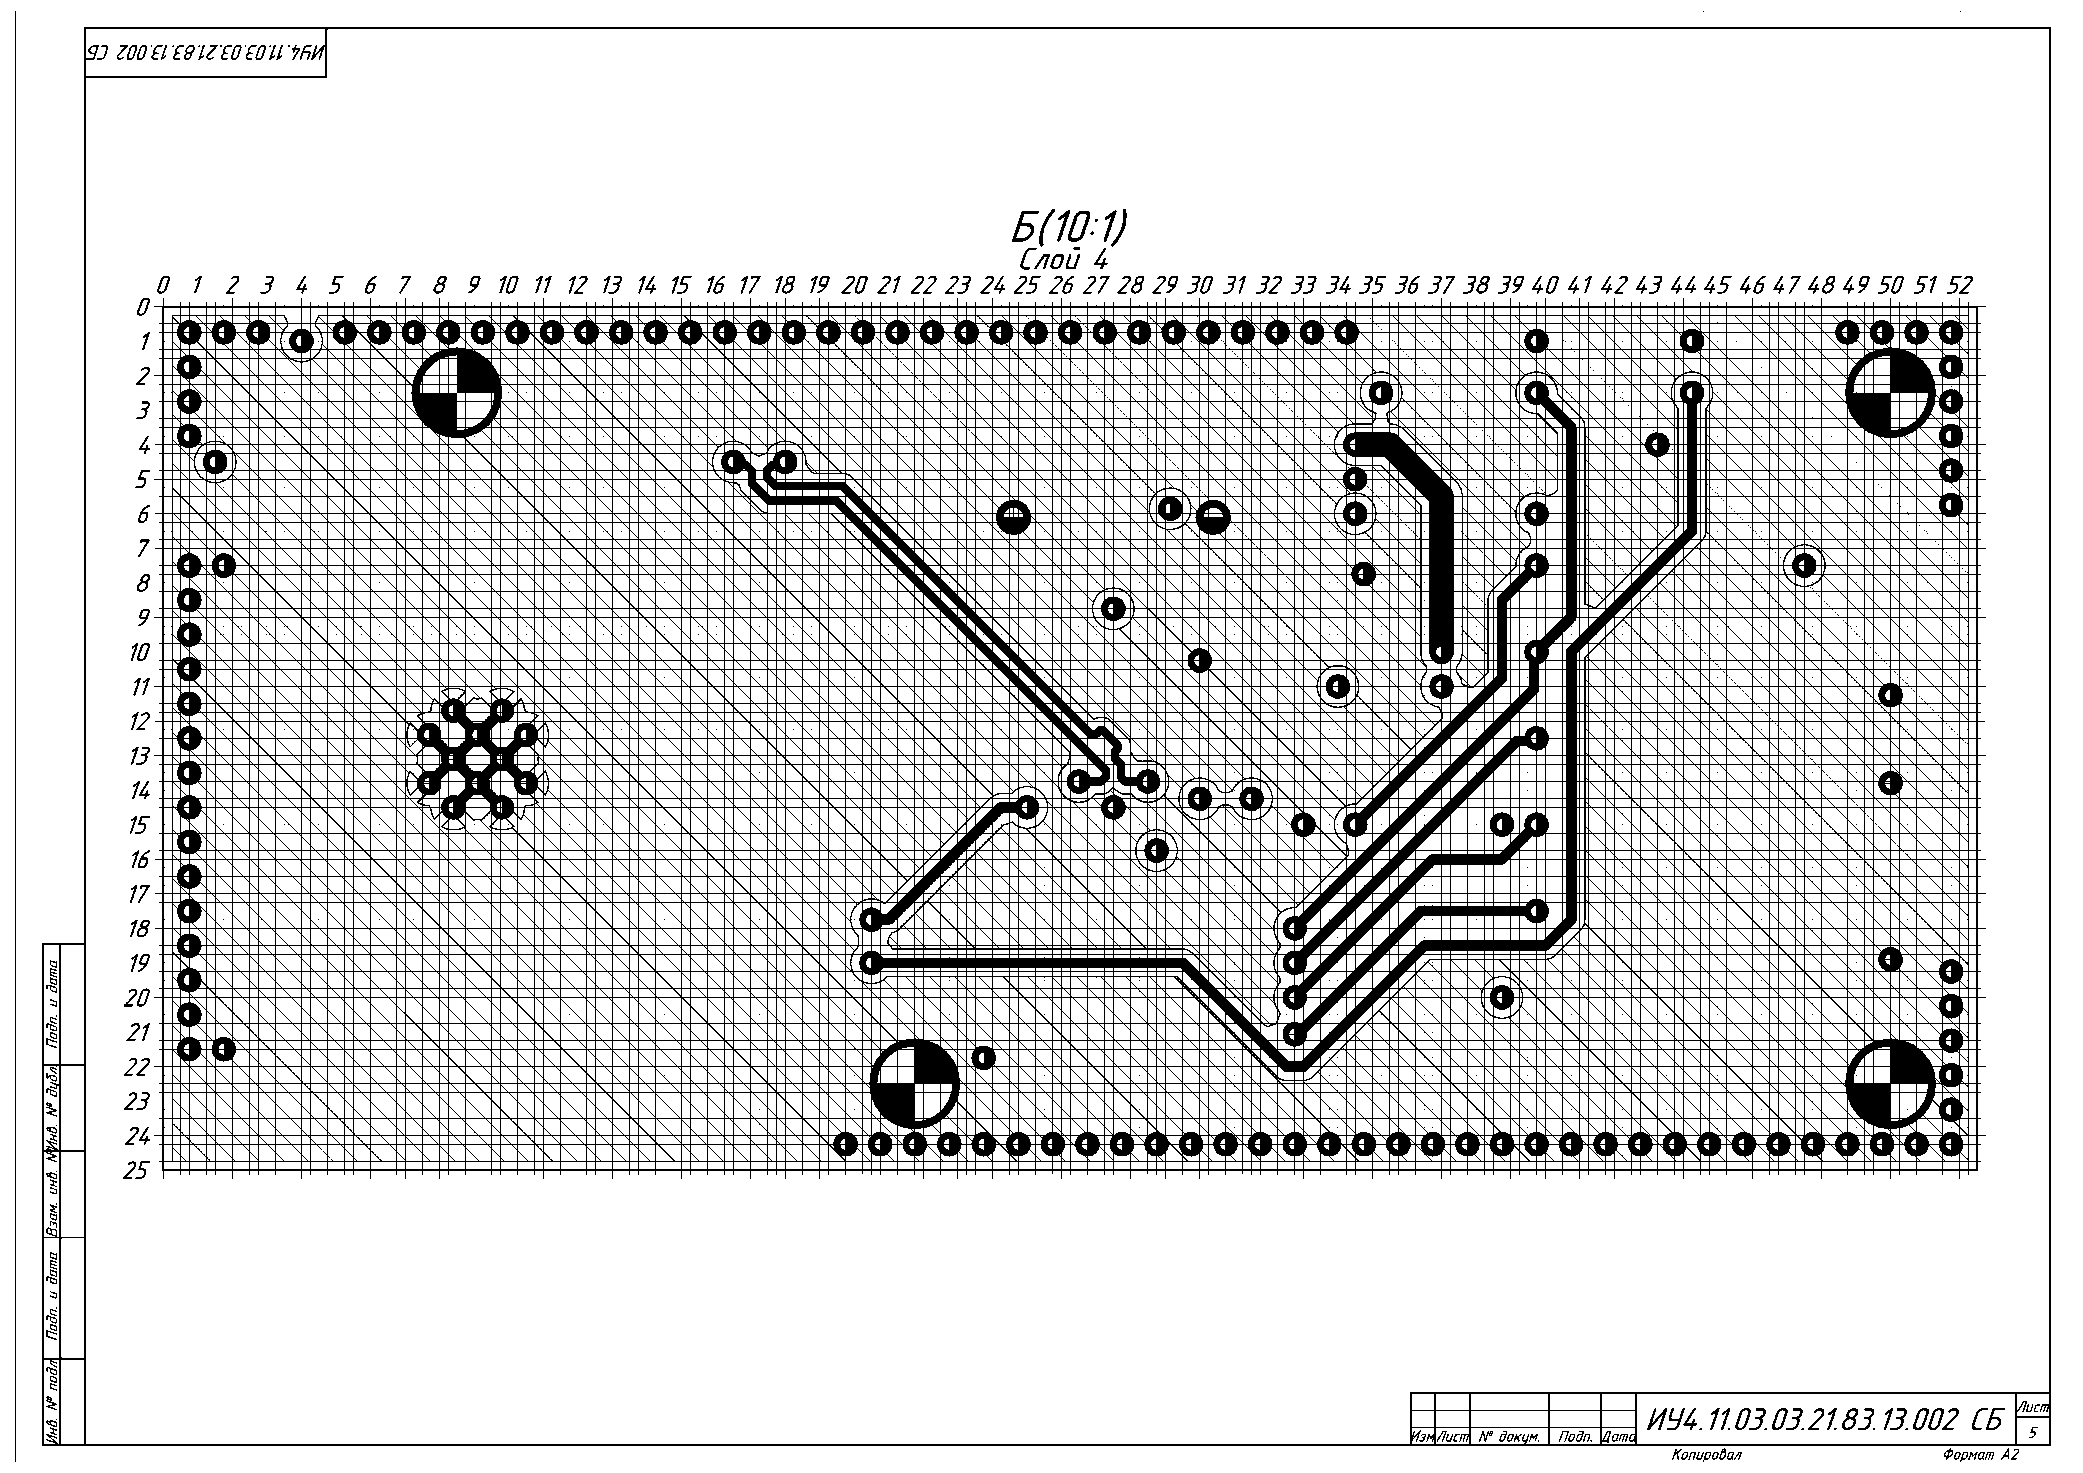 ИУ4.11.03.03.21.83.13.002 СБ
Б(10:1)
Слой 4
0 1 2 3 4 5 6 7 8 9 10 11 12 13 14 15 16 17 18 19 20 21 22 23 24 25 26 27 28 29 30 31 32 33 34 35 36 37 38 39 40 41 42 43 44 45 46 47 48 49 50 51 52
0
1
2
3
4
5
6
7
8
9
10
11
12
13
14
15
16
17
18
19
20
21
22
23
24
25
Подп. и дата
Инв. № дубл.
Взам. инв. №
Подп. и дата
Инв. № подл.
Изм Лист № докум. Подп. Дата
ИУ4.11.03.03.21.83.13.002 СБ
Лист
5
Копировал
Формат А2